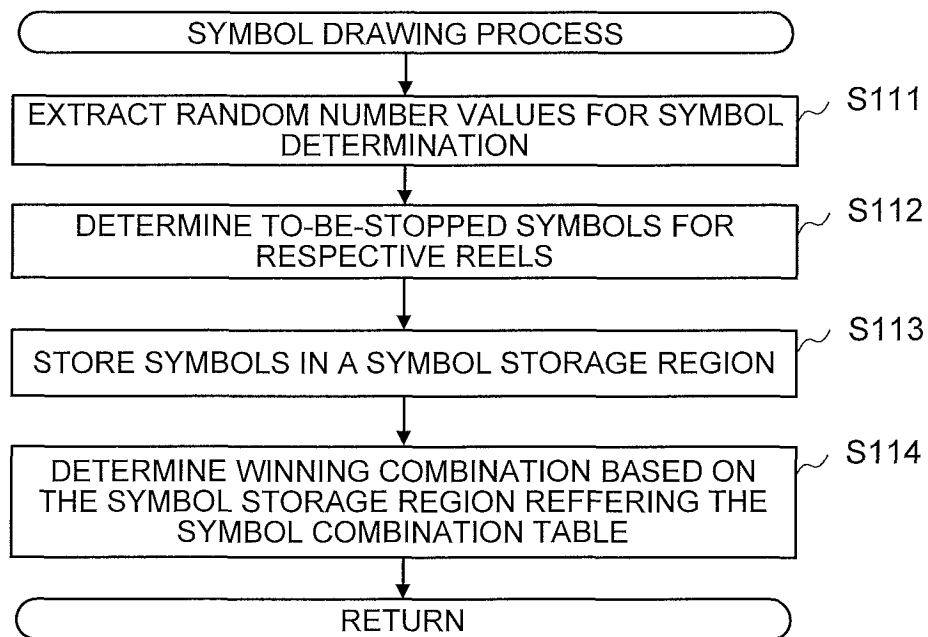 SYMBOL DRAWING PROCESS
EXTRACT RANDOM NUMBER VALUES FOR SYMBOL
DETERMINATION
S111
DETERMINE TO-BE-STOPPED SYMBOLS FOR
RESPECTIVE REELS
S112
STORE SYMBOLS IN A SYMBOL STORAGE REGION
S113
DETERMINE WINNING COMBINATION BASED ON
THE SYMBOL STORAGE REGION REFFERING THE
SYMBOL COMBINATION TABLE
S114
RETURN